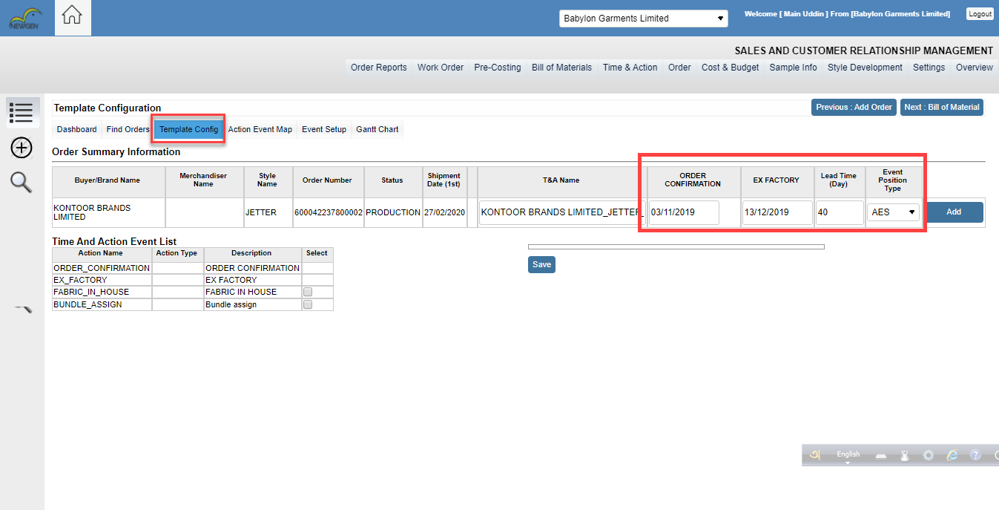 NEWGEN
Babylon Garments Limited
Welcome [ Main Uddin ] From [Babylon Garments Limited]
Logout
SALES AND CUSTOMER RELATIONSHIP MANAGEMENT
Order Reports Work Order Pre-Costing Bill of Materials Time & Action Order Cost & Budget Sample Info Style Development Settings Overview
Template Configuration
Previous : Add Order Next : Bill of Material
Dashboard Find Orders Template Config Action Event Map Event Setup Gantt Chart
Order Summary Information
Buyer/Brand Name
Merchandiser
Name
Style
Name
Order Number
Status
Shipment
Date (1st)
T&A Name
ORDER
CONFIRMATION
EX FACTORY
Lead Time
(Day)
Event
Position
Type
KONTOOR BRANDS
LIMITED
JETTER
600042237800002
PRODUCTION
27/02/2020
KONTOOR BRANDS LIMITED_JETTER_
03/11/2019
13/12/2019
40
AES
Add
Time And Action Event List
Action Name Action Type Description Select
ORDER_CONFIRMATION ORDER CONFIRMATION
EX_FACTORY EX FACTORY
FABRIC_IN_HOUSE FABRIC IN HOUSE
BUNDLE_ASSIGN Bundle assign
Save
অ English ?